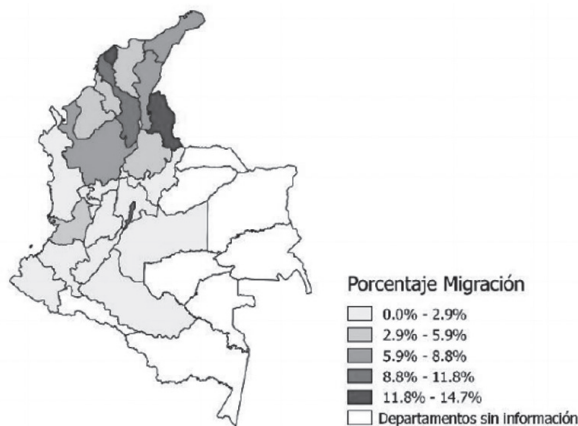 Porcentaje Migración
0.0% - 2.9%
2.9% - 5.9%
5.9% - 8.8%
8.8% - 11.8%
11.8% - 14.7%
Departamentos sin información